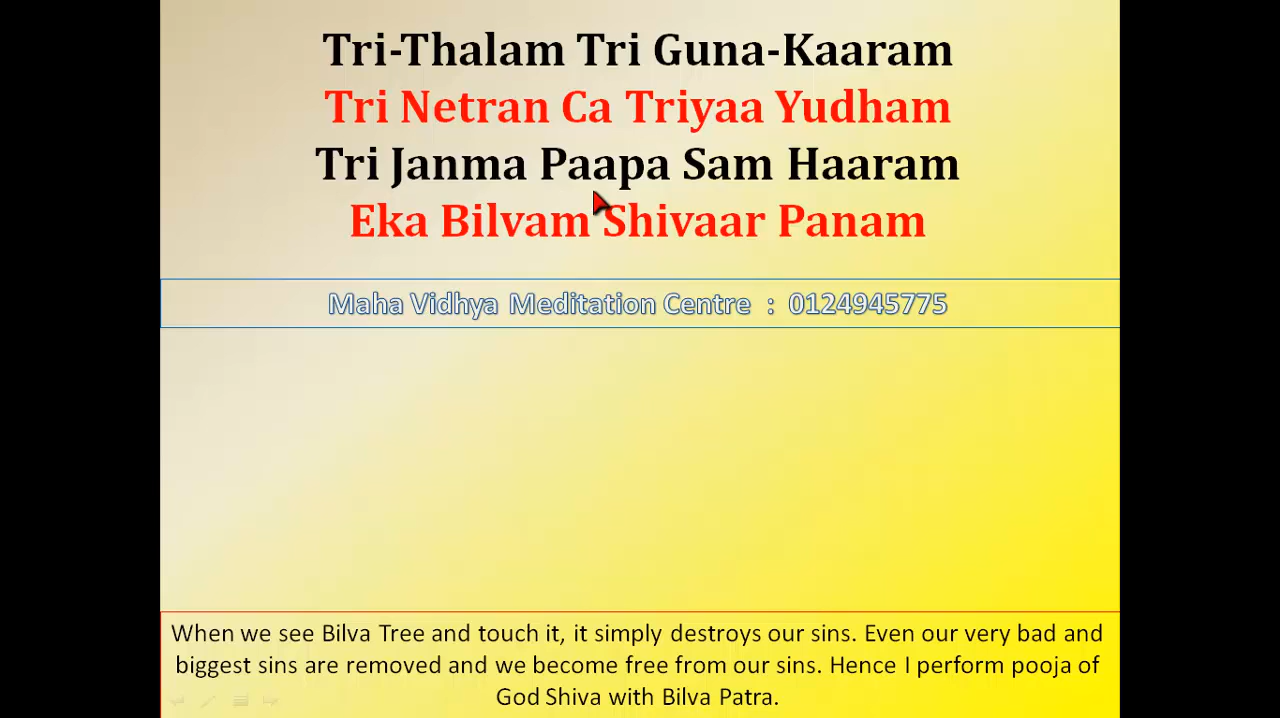 Tri-Thalam Tri Guna-Kaaram
Tri Netran Ca Triyaa Yudham
Tri Janma Paapa Sam Haaram
Eka Bilvam Shivaar Panam
Maha Vidhya Meditation Centre : 0124945775
When we see Bilva Tree and touch it, it simply destroys our sins. Even our very bad and
biggest sins are removed and we become free from our sins. Hence I perform pooja of
God Shiva with Bilva Patra.